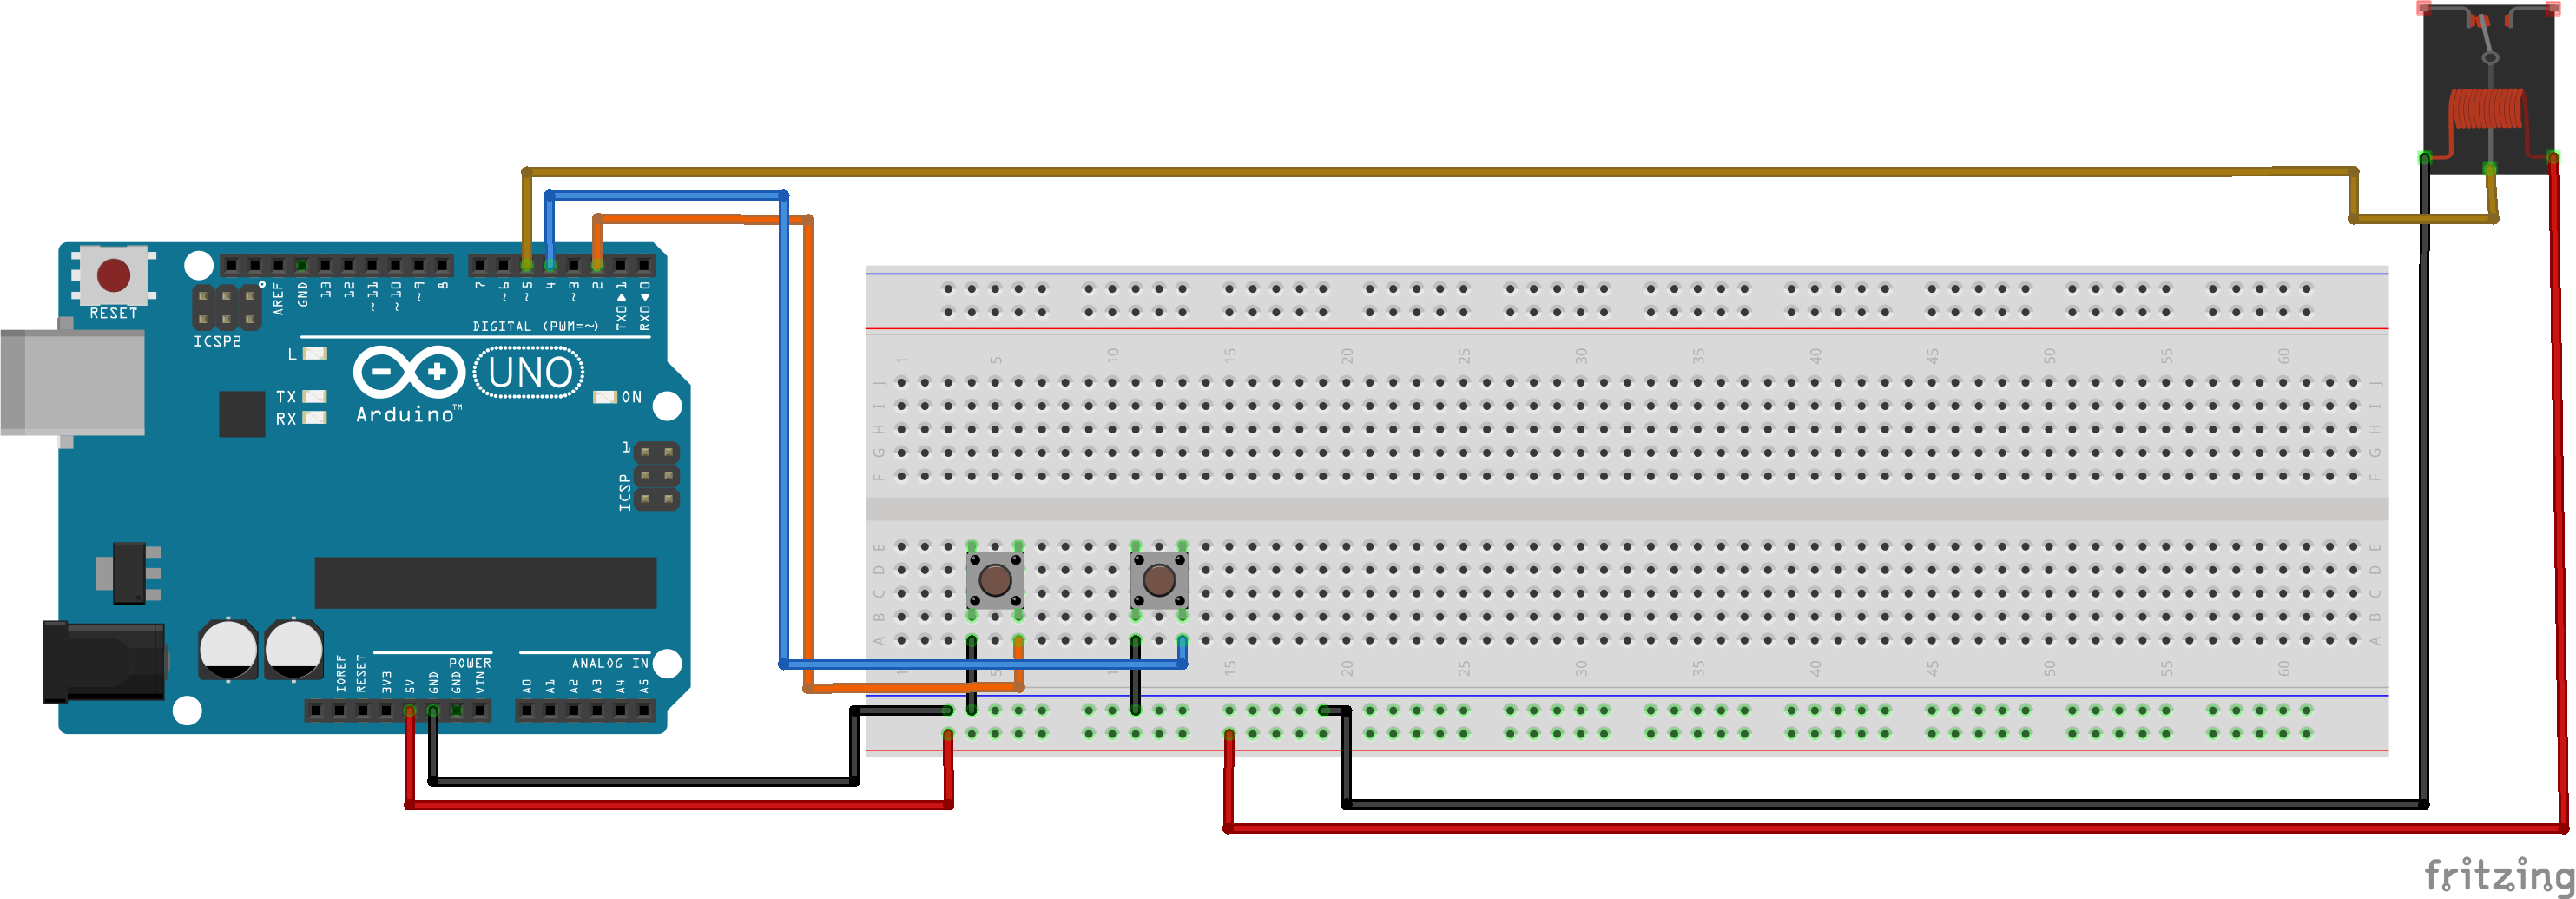 RESET
ICSP2
AREF
GND
13
12
~11
~10
~9
8
7
~6
~5
4
~3
2
TX0▶1
RX0◀0
DIGITAL (PWM=~)
L
TX
RX
Arduino™
UNO
ON
1
ICSP
IOREF
RESET
3V3
5V
GND
GND
VIN
POWER
A0
A1
A2
A3
A4
A5
ANALOG IN
1 5 10 15 20 25 30 35 40 45 50 55 60
J J
I I
H H
G G
F F
E E
D D
C C
B B
A A
1 5 15 20 25 30 35 40 45 50 55 60
fritzing